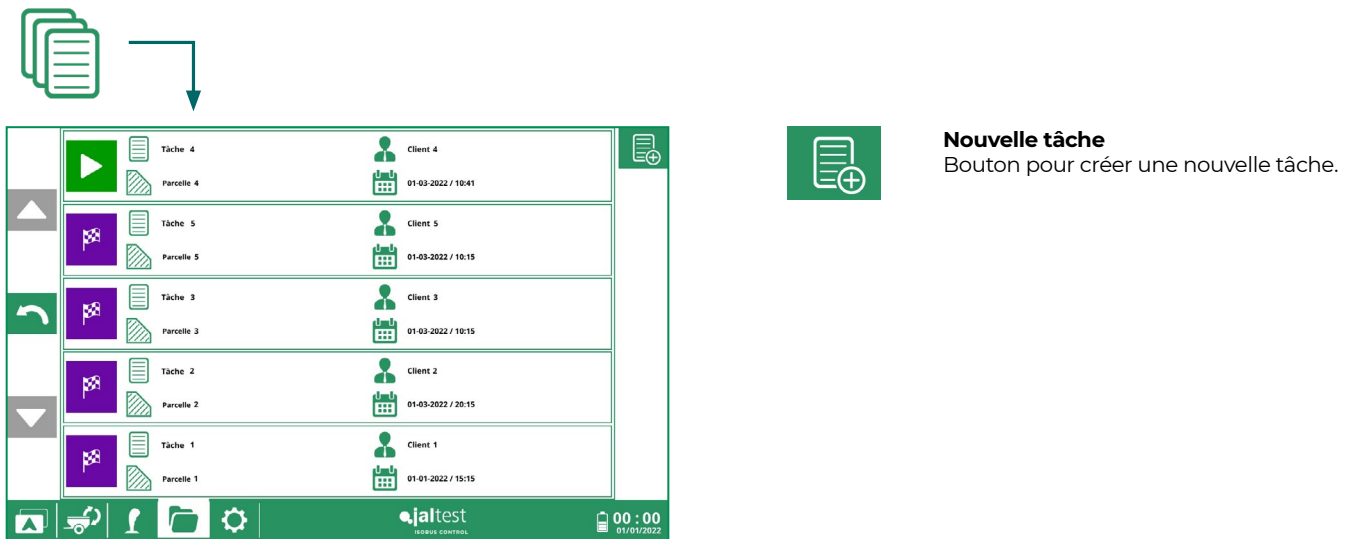 Tâche 4
Client 4
Parcelle 4
01-03-2022 / 10:41
Tâche 5
Client 5
Parcelle 5
01-03-2022 / 10:15
Tâche 3
Client 3
Parcelle 3
01-03-2022 / 10:15
Tâche 2
Client 2
Parcelle 2
01-03-2022 / 20:15
Tâche 1
Client 1
Parcelle 1
01-01-2022 / 15:15
jaltest
ISOBUS CONTROL
00 : 00
01/01/2022
Nouvelle tâche
Bouton pour créer une nouvelle tâche.